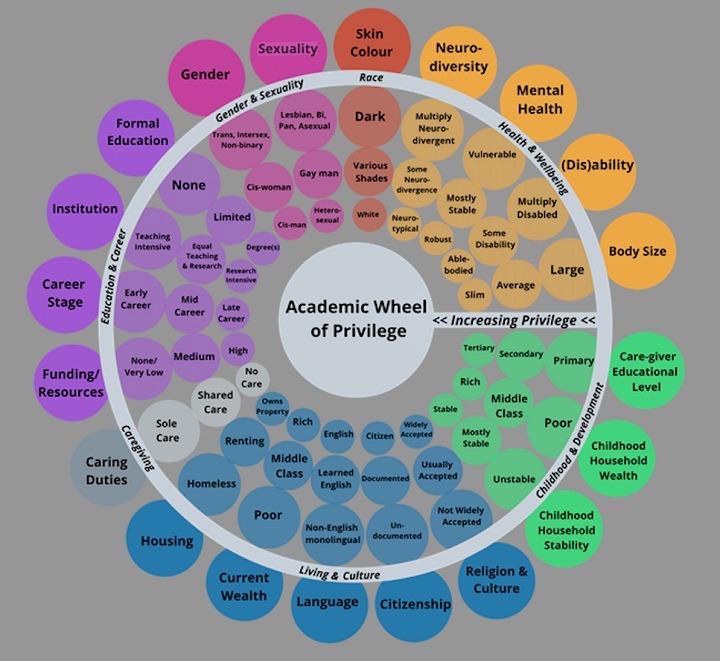 Skin
Colour
Sexuality
Neuro-
diversity
Gender
Mental
Health
Formal
Education
(Dis)ability
Institution
Body Size
Career
Stage
Funding/
Resources
Care-giver
Educational
Level
Caring
Duties
Childhood
Household
Wealth
Housing
Childhood
Household
Stability
Current
Wealth
Language
Citizenship
Religion &
Culture
Race
Gender & Sexuality
Health & Wellbeing
Education & Career
Caregiving
Living & Culture
Childhood & Development
Academic Wheel
of Privilege
<< Increasing Privilege <<
Dark
Various
Shades
White
Lesbian, Bi,
Pan, Asexual
Gay man
Hetero-
sexual
Trans, Intersex,
Non-binary
Cis-woman
Cis-man
None
Limited
Degree(s)
Teaching
Intensive
Equal
Teaching
& Research
Research
Intensive
Early
Career
Mid
Career
Late
Career
None/
Very Low
Medium
High
Sole
Care
Shared
Care
No
Care
Homeless
Renting
Owns
Property
Poor
Middle
Class
Rich
Non-English
monolingual
Learned
English
English
Un-
documented
Documented
Citizen
Not Widely
Accepted
Usually
Accepted
Widely
Accepted
Unstable
Mostly
Stable
Stable
Poor
Middle
Class
Rich
Primary
Secondary
Tertiary
Large
Average
Slim
Multiply
Disabled
Some
Disability
Able-
bodied
Vulnerable
Mostly
Stable
Robust
Multiply
Neuro-
divergent
Some
Neuro-
divergence
Neuro-
typical